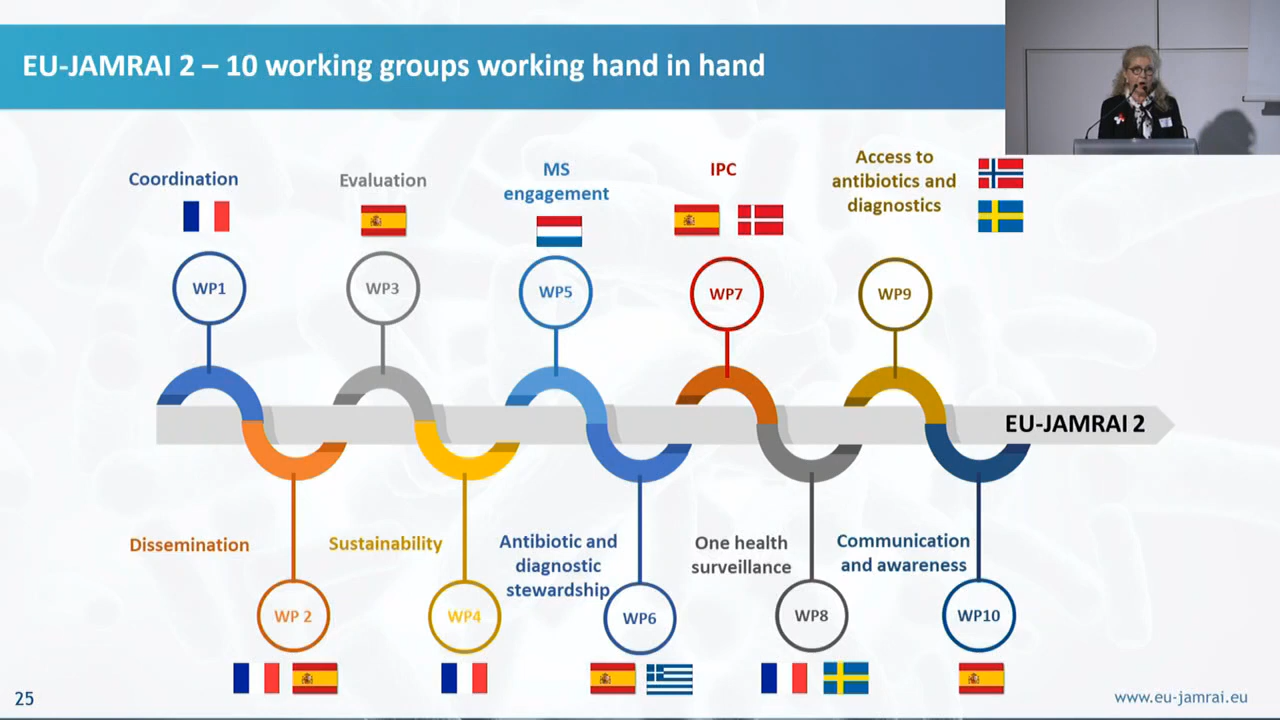 EU-JAMRAI 2 – 10 working groups working hand in hand
Coordination
Evaluation
MS
engagement
IPC
Access to
antibiotics and
diagnostics
WP1
WP3
WP5
WP7
WP9
EU-JAMRAI 2
Dissemination
Sustainability
Antibiotic and
diagnostic
stewardship
One health
surveillance
Communication
and awareness
WP 2
WP4
WP6
WP8
WP10
25
www.eu-jamrai.eu